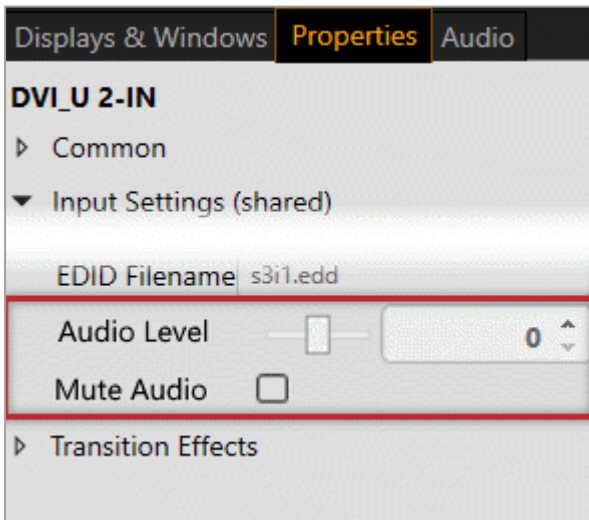 Displays & Windows Properties Audio
DVI_U 2-IN
Common
Input Settings (shared)
EDID Filename s3i1.edd
Audio Level 0
Mute Audio
Transition Effects